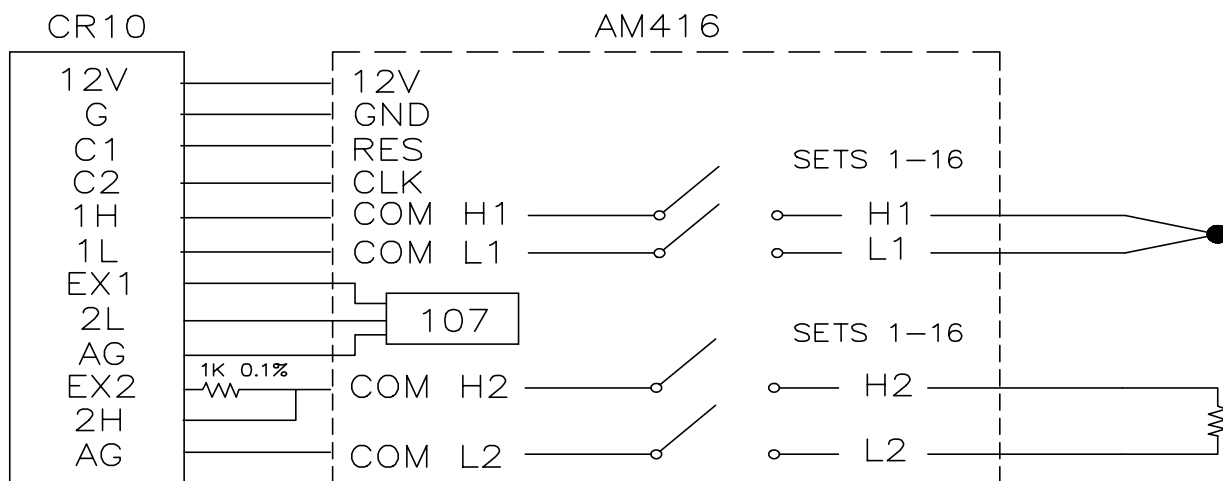 CR10 AM416
12V 12V
G GND
C1 RES
SETS 1-16
C2 CLK
1H COM H1 H1
1L COM L1 L1
EX1
2L 107
SETS 1-16
AG
1K 0.1%
EX2 COM H2 H2
2H
AG COM L2 L2